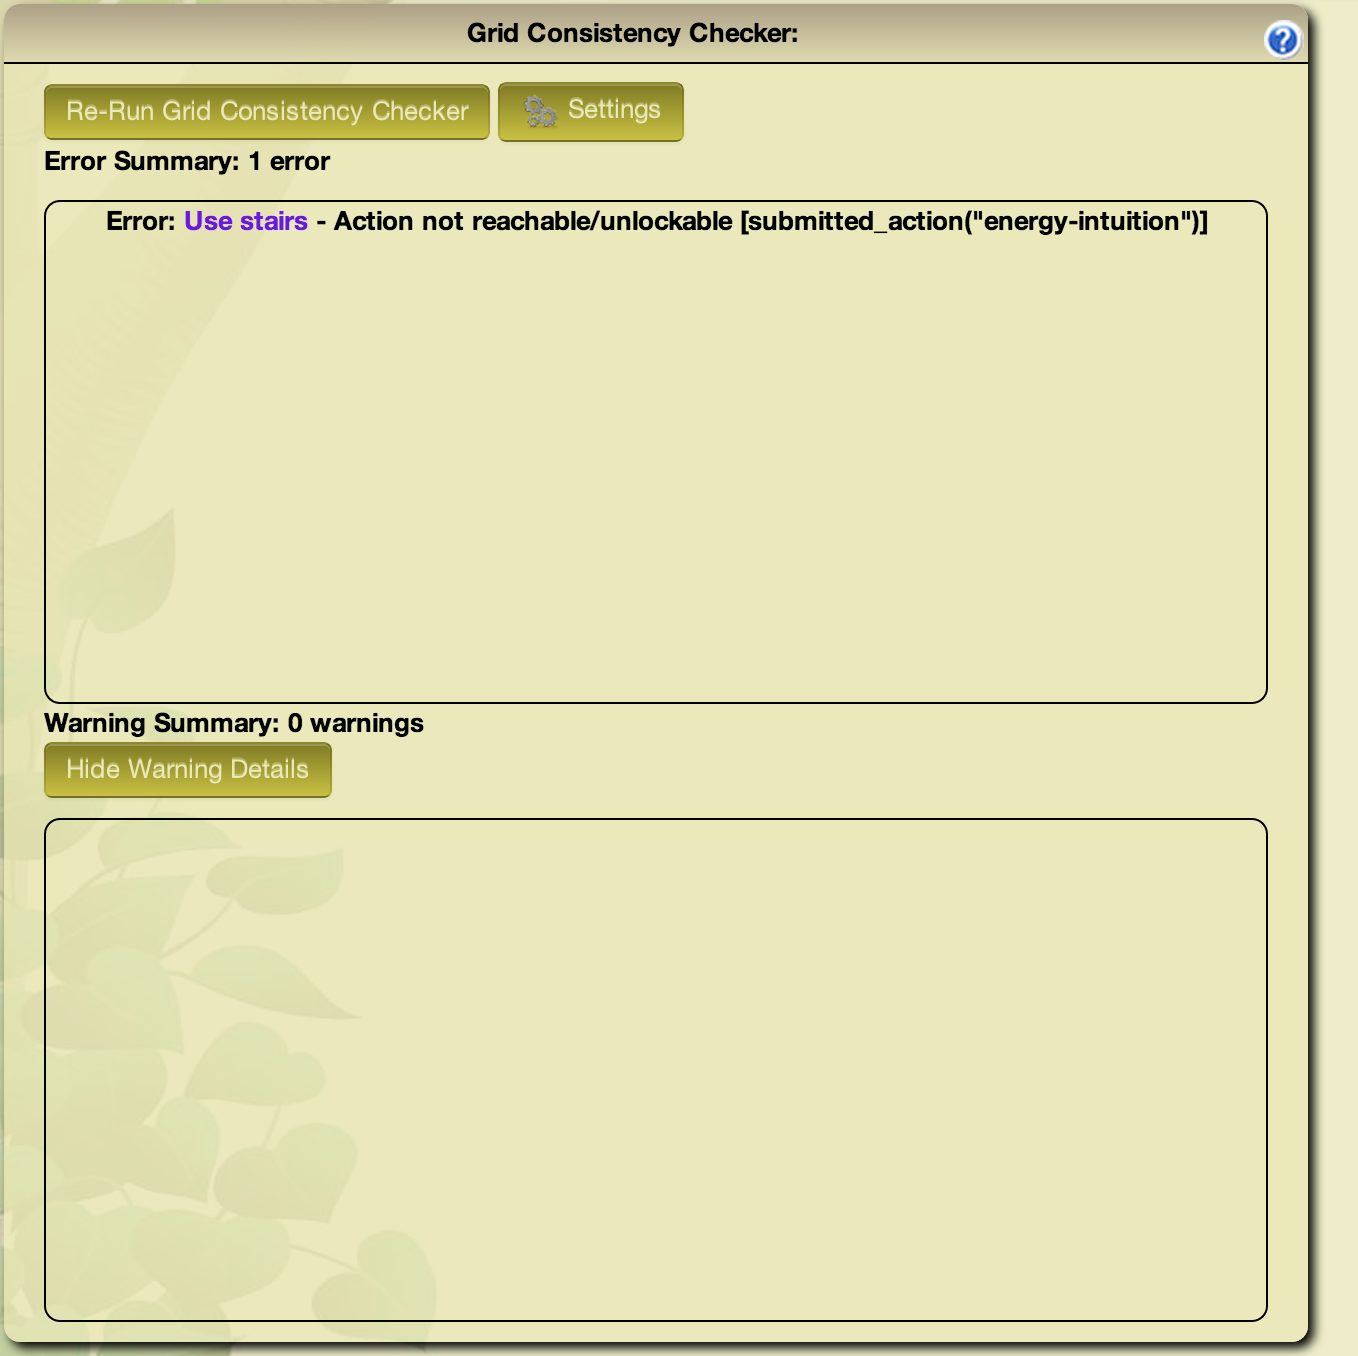 Grid Consistency Checker:
?
Re-Run Grid Consistency Checker
Settings
Error Summary: 1 error
Error: Use stairs - Action not reachable/unlockable [submitted_action("energy-intuition")]
Warning Summary: 0 warnings
Hide Warning Details